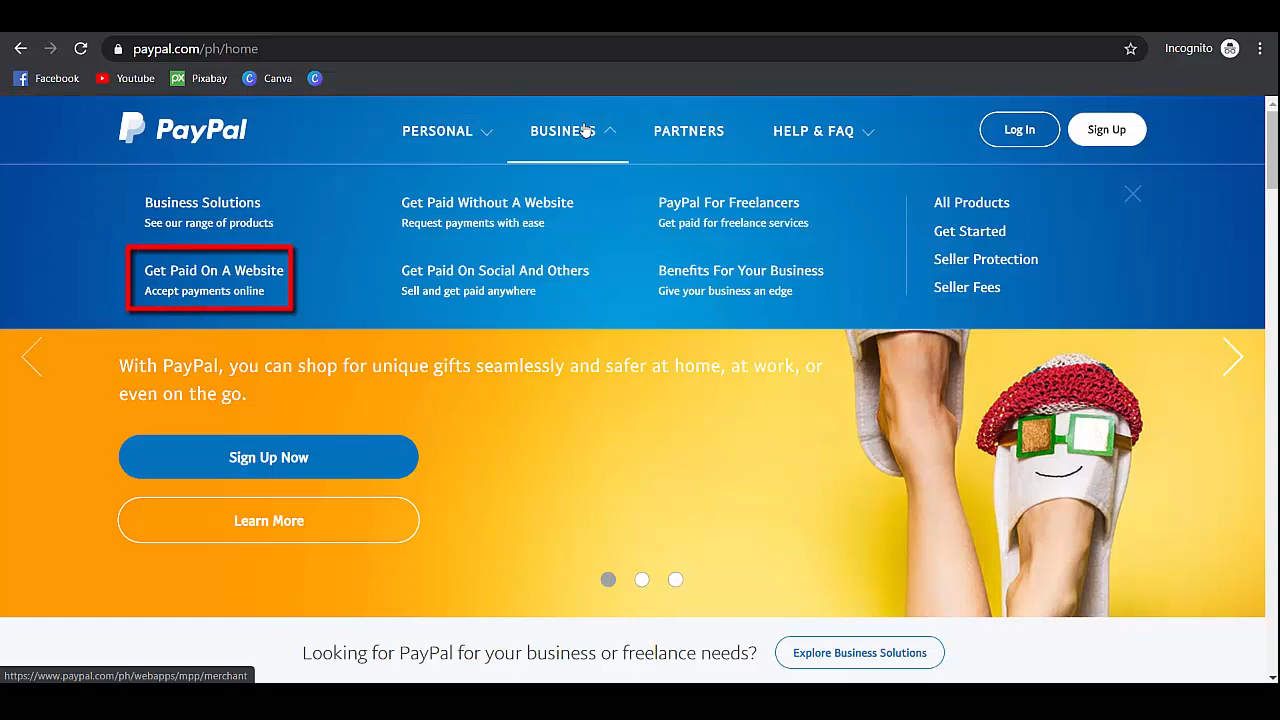 paypal.com/ph/home
Incognito
Facebook
Youtube
px
Pixabay
C
Canva
C
PayPal
PERSONAL
BUSINESS
PARTNERS
HELP & FAQ
Log In
Sign Up
Business Solutions
See our range of products
Get Paid Without A Website
Request payments with ease
PayPal For Freelancers
Get paid for freelance services
All Products
Get Started
Get Paid On A Website
Accept payments online
Get Paid On Social And Others
Sell and get paid anywhere
Benefits For Your Business
Give your business an edge
Seller Protection
Seller Fees
With PayPal, you can shop for unique gifts seamlessly and safer at home, at work, or
even on the go.
Sign Up Now
Learn More
Looking for PayPal for your business or freelance needs?
Explore Business Solutions
https://www.paypal.com/ph/webapps/mpp/merchant